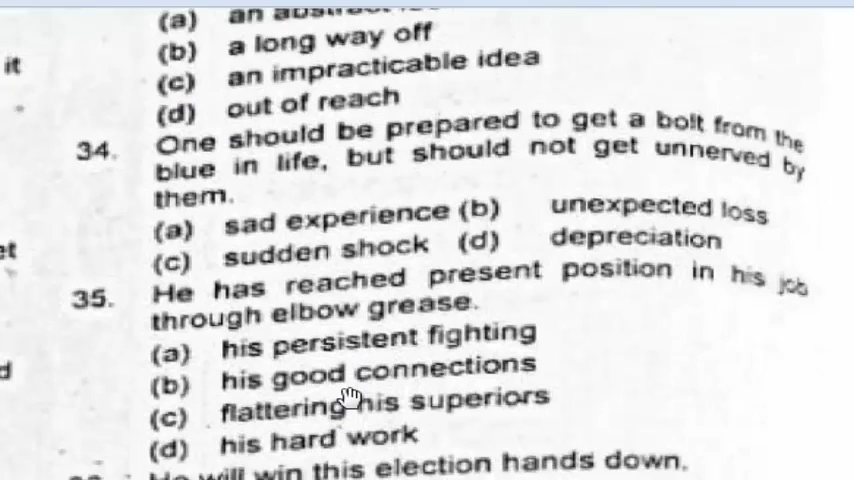 (a) an
(b) a long way off
it
(c) an impracticable idea
(d) out of reach
34. One should be prepared to get a bolt from the
blue in life, but should not get unnerved by
them.
(a) sad experience (b) unexpected loss
et
(c) sudden shock (d) depreciation
35. He has reached present position in his job
through elbow grease.
(a) his persistent fighting
d
(b) his good connections
(c) flattering his superiors
(d) his hard work
He will win this election hands down.